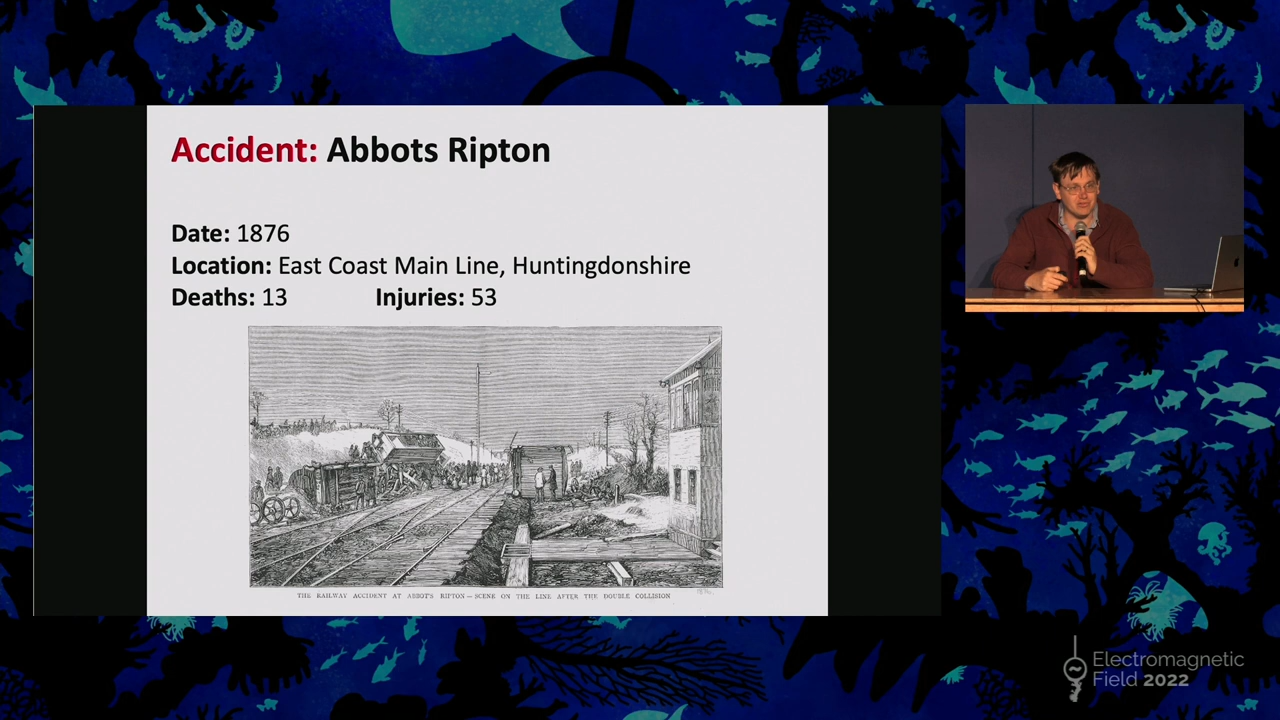 Accident: Abbots Ripton
Date: 1876
Location: East Coast Main Line, Huntingdonshire
Deaths: 13 Injuries: 53
THE RAILWAY ACCIDENT AT ABBOTS RIPTON — SCENE ON THE LINE AFTER THE DOUBLE COLLISION
Electromagnetic
Field 2022